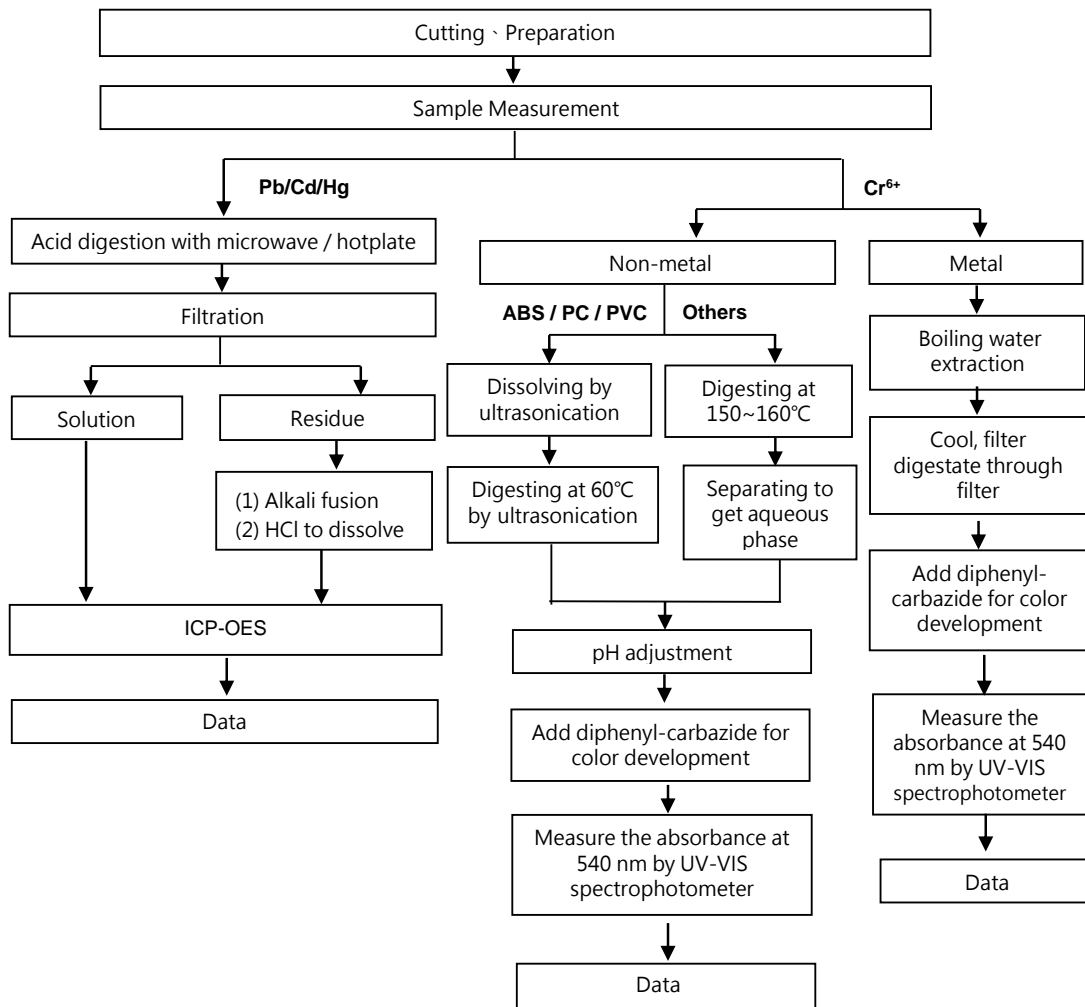 Cutting、Preparation
Sample Measurement
Pb/Cd/Hg
Acid digestion with microwave / hotplate
Filtration
Solution
Residue
(1) Alkali fusion
(2) HCl to dissolve
ICP-OES
Data
Cr⁶⁺
Non-metal
ABS / PC / PVC
Dissolving by
ultrasonication
Digesting at 60℃
by ultrasonication
Others
Digesting at
150~160℃
Separating to
get aqueous
phase
pH adjustment
Add diphenyl-carbazide for
color development
Measure the absorbance at
540 nm by UV-VIS
spectrophotometer
Data
Metal
Boiling water
extraction
Cool, filter
digestate through
filter
Add diphenyl-
carbazide for color
development
Measure the
absorbance at 540
nm by UV-VIS
spectrophotometer
Data